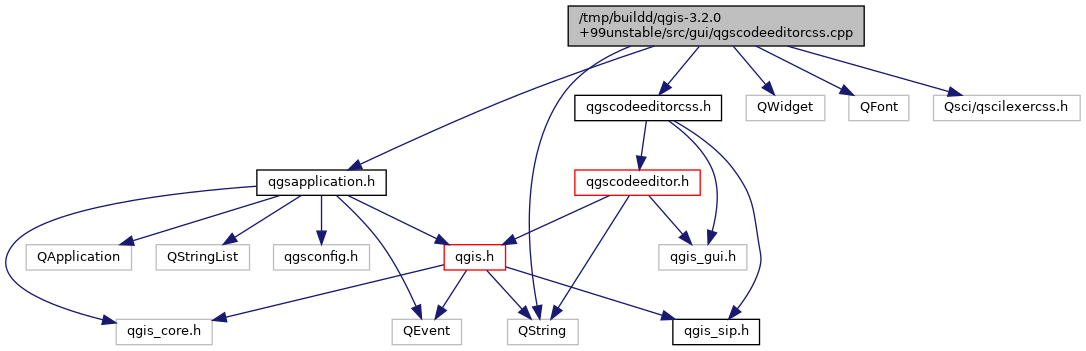 /tmp/buildd/qgis-3.2.0
+99unstable/src/gui/qgscodeeditorcss.cpp
qgscodeeditorcss.h
QWidget
QFont
Qsci/qscilexercss.h
qgsapplication.h
qgscodeeditor.h
QApplication
QStringList
qgsconfig.h
qgis.h
qgis_gui.h
qgis_core.h
QEvent
QString
qgis_sip.h